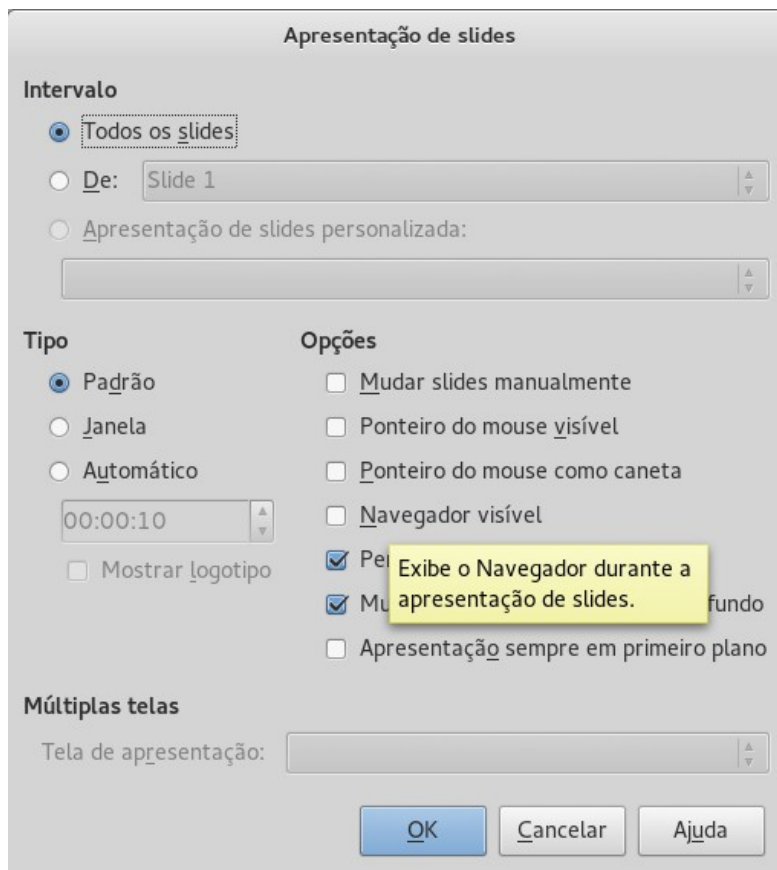 Apresentação de slides
Intervalo
Todos os slides
De: Slide 1
Apresentação de slides personalizada:
Tipo
Padrão
Janela
Automático
00:00:10
Mostrar logotipo
Opções
Mudar slides manualmente
Ponteiro do mouse visível
Ponteiro do mouse como caneta
Navegador visível
Exibe o Navegador durante a
apresentação de slides.
fundo
Apresentação sempre em primeiro plano
Múltiplas telas
Tela de apresentação:
OK Cancelar Ajuda